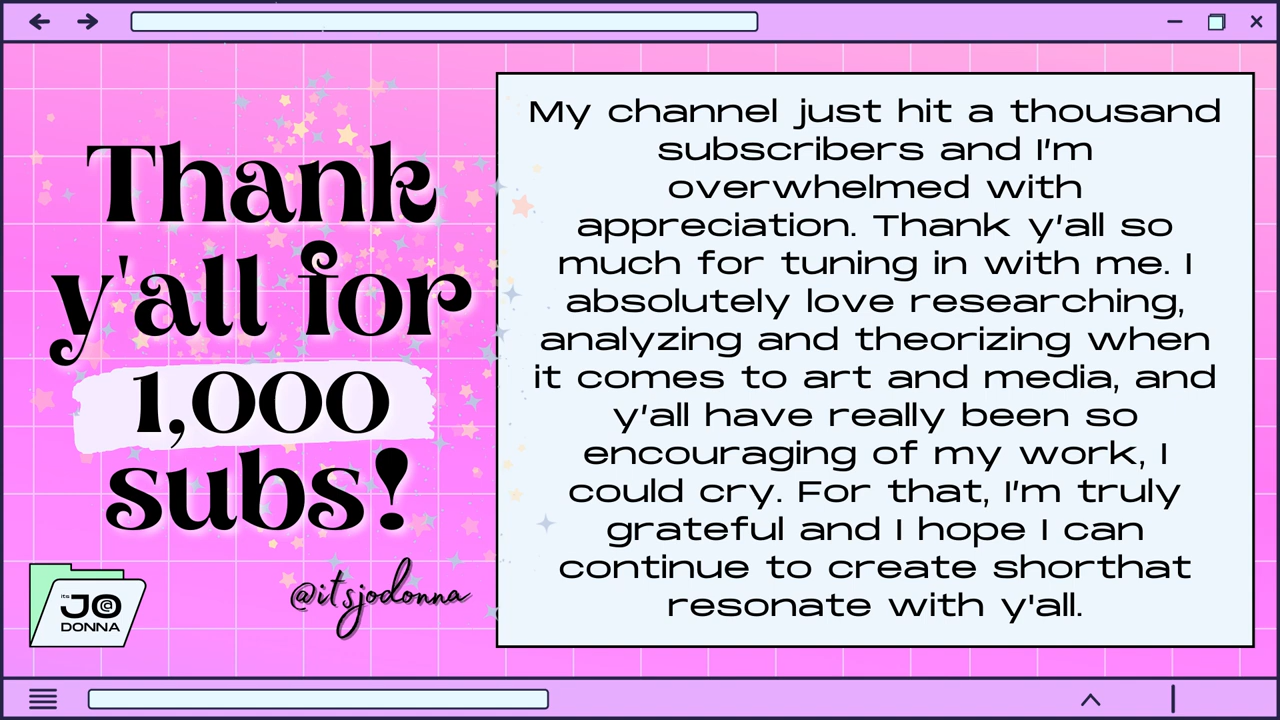 Thank
y'all for
1,000
subs!
@itsjodonna
its
JO
DONNA
My channel just hit a thousand
subscribers and I'm
overwhelmed with
appreciation. Thank y'all so
much for tuning in with me. I
absolutely love researching,
analyzing and theorizing when
it comes to art and media, and
y'all have really been so
encouraging of my work, I
could cry. For that, I'm truly
grateful and I hope I can
continue to create shorthat
resonate with y'all.